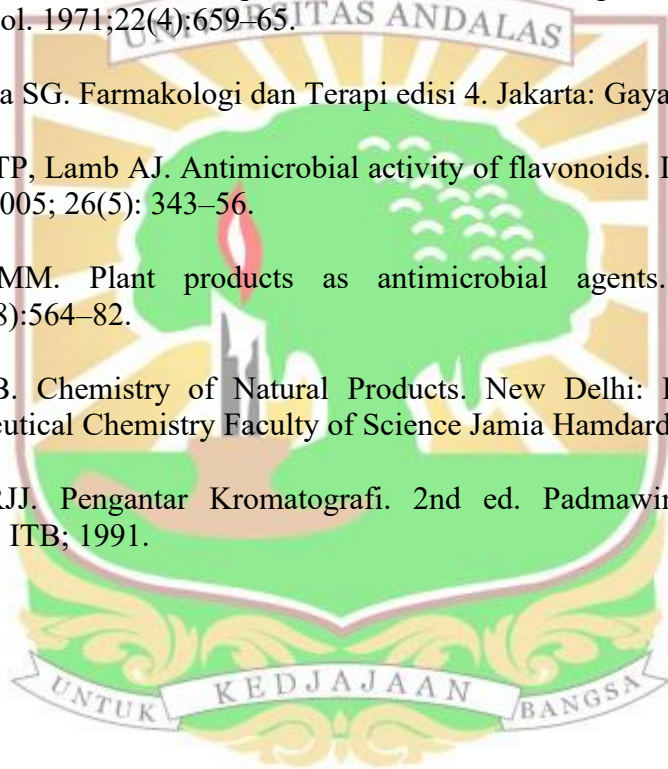 ol. 1971;22(4):659–65.
UNIVERSITAS ANDALAS
a SG. Farmakologi dan Terapi edisi 4. Jakarta: Gaya
TP, Lamb AJ. Antimicrobial activity of flavonoids.
005; 26(5): 343–56.
MM. Plant products as antimicrobial agents.
8):564–82.
B. Chemistry of Natural Products. New Delhi:
eutical Chemistry Faculty of Science Jamia Hamdard
RJJ. Pengantar Kromatografi. 2nd ed. Padmawin
ITB; 1991.
UNTUK KEDJAJAAN BANGSA